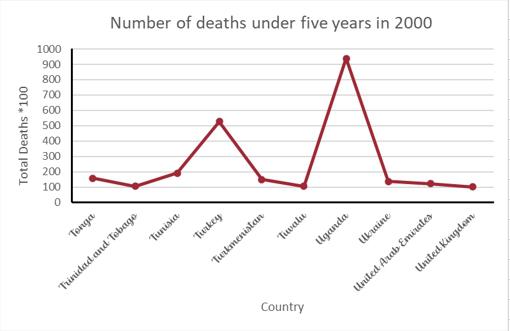 Number of deaths under five years in 2000
Total Deaths *100
1000
900
800
700
600
500
400
300
200
100
0
Tonga
Trinidad and Tobago
Tunisia
Turkey
Turkmenistan
Tuvalu
Uganda
Ukraine
United Arab Emirates
United Kingdom
Country